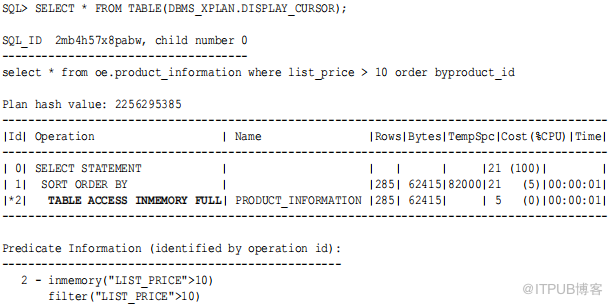 SQL> SELECT * FROM TABLE(DBMS_XPLAN.DISPLAY_CURSOR);
SQL_ID  2mb4h57x8pabw, child number 0
-------------------------------------
select * from oe.product_information where list_price > 10 order byproduct_id
Plan hash value: 2256295385
-------------------------------------------------------------------------------------------
|Id| Operation                  | Name               |Rows|Bytes|TempSpc|Cost(%CPU)|Time|
-------------------------------------------------------------------------------------------
| 0| SELECT STATEMENT           |                    |    |     |     |21 (100)|        |
| 1|  SORT ORDER BY             |                    |285| 62415|82000|21   (5)|00:00:01|
|*2|   TABLE ACCESS INMEMORY FULL| PRODUCT_INFORMATION |285| 62415|     | 5   (0)|00:00:01|
-------------------------------------------------------------------------------------------
Predicate Information (identified by operation id):
---------------------------------------------------
2 - inmemory("LIST_PRICE">10)
filter("LIST_PRICE">10)
@ITPUB博客